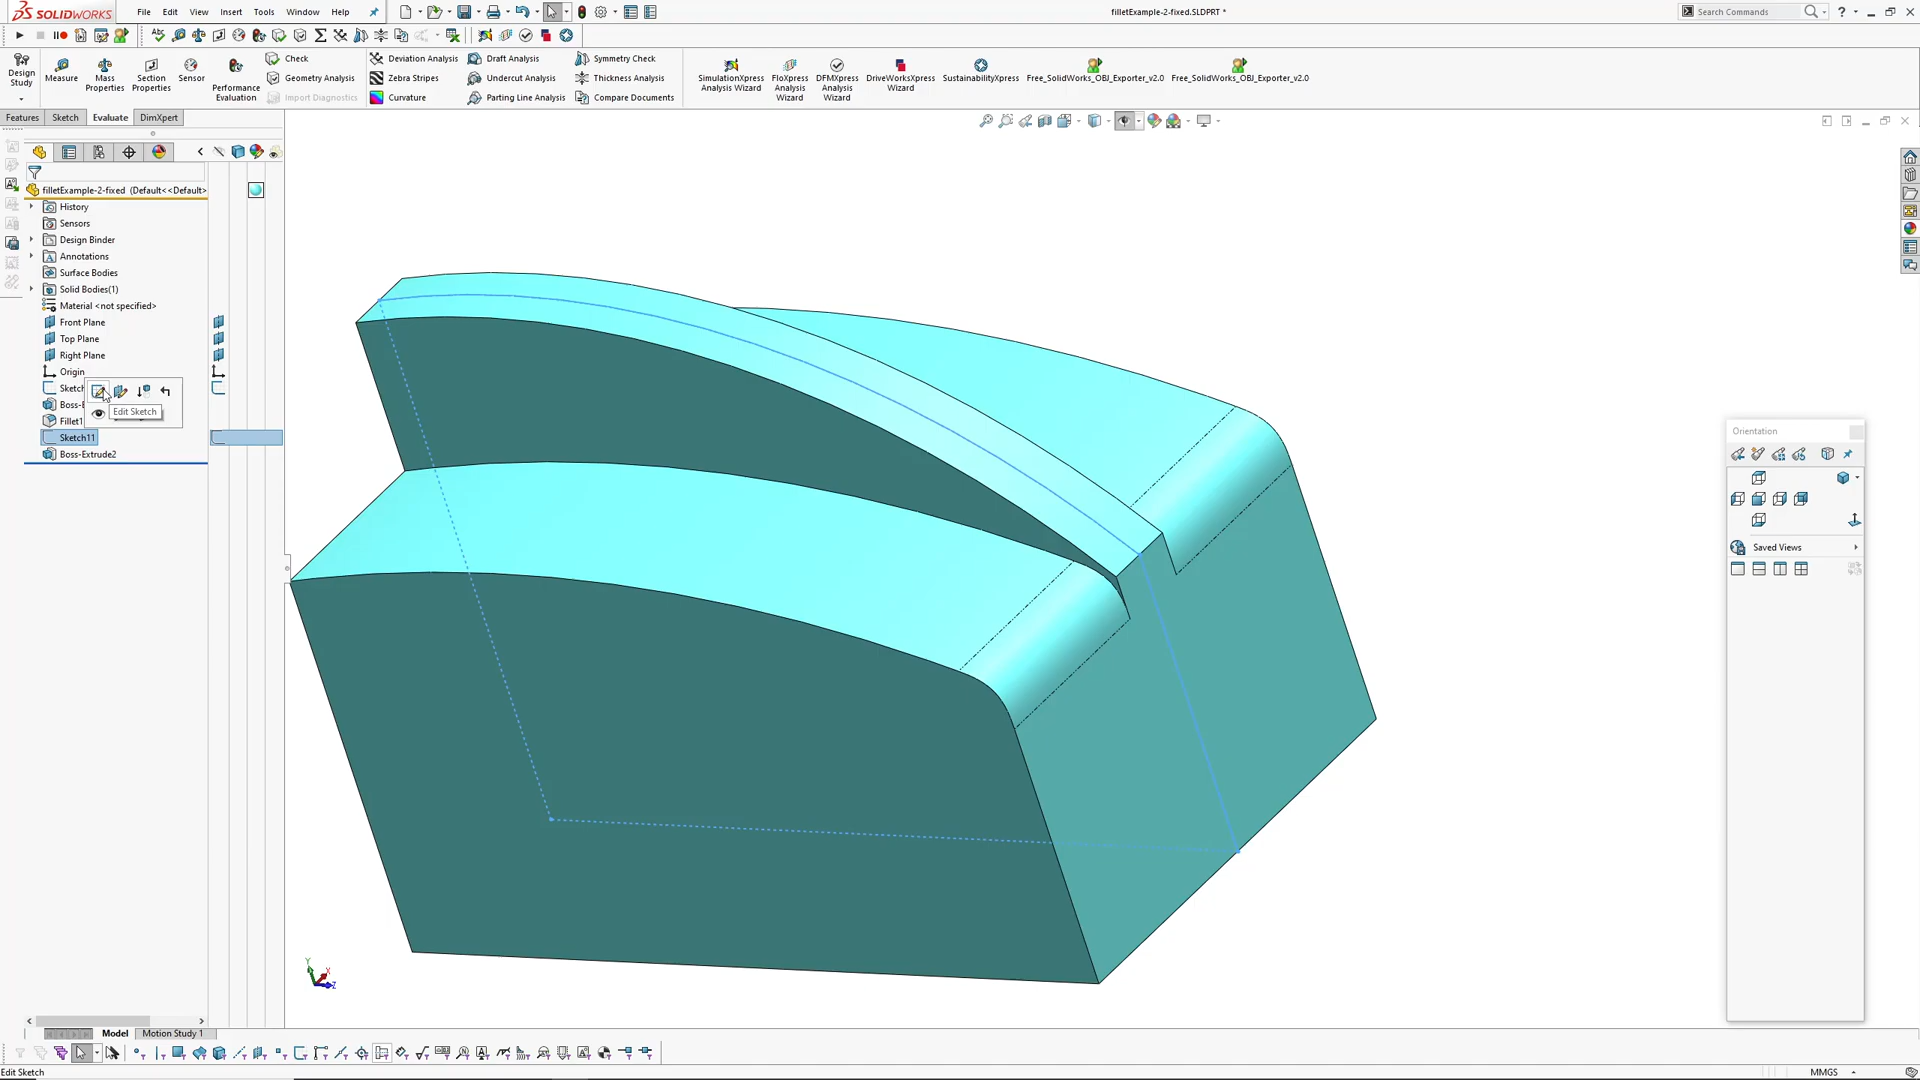 SOLIDWORKS
File Edit View Insert Tools Window Help
filletExample-2-fixed.SLDPRT *
Search Commands
Design Study
Measure
Mass Properties
Section Properties
Sensor
Performance Evaluation
Check
Geometry Analysis
Import Diagnostics
Deviation Analysis
Zebra Stripes
Curvature
Draft Analysis
Undercut Analysis
Parting Line Analysis
Symmetry Check
Thickness Analysis
Compare Documents
SimulationXpress Analysis Wizard
FloXpress Analysis Wizard
DFMXpress Analysis Wizard
DriveWorksXpress Wizard
SustainabilityXpress
Free_SolidWorks_OBJ_Exporter_v2.0
Free_SolidWorks_OBJ_Exporter_v2.0
Features Sketch Evaluate DimXpert
filletExample-2-fixed (Default<<Default>
History
Sensors
Design Binder
Annotations
Surface Bodies
Solid Bodies(1)
Material <not specified>
Front Plane
Top Plane
Right Plane
Origin
Sketch
Boss-E
Edit Sketch
Fillet1
Sketch11
Boss-Extrude2
Orientation
Saved Views
Y
X
Z
Model Motion Study 1
Edit Sketch
MMGS